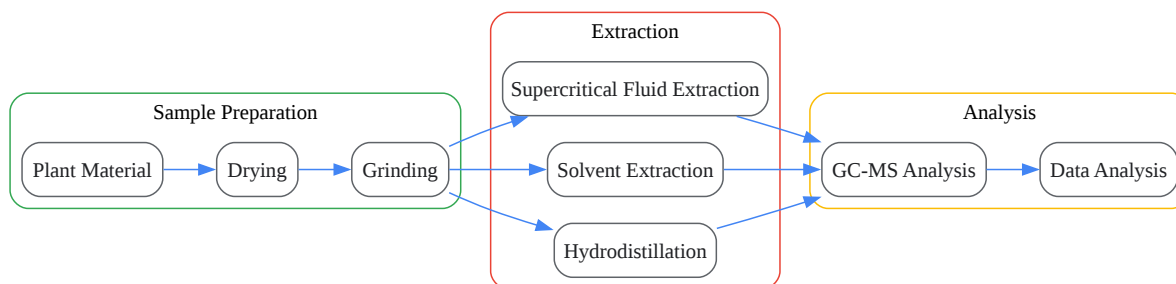 Sample Preparation
Plant Material
Drying
Grinding
Extraction
Supercritical Fluid Extraction
Solvent Extraction
Hydrodistillation
Analysis
GC-MS Analysis
Data Analysis